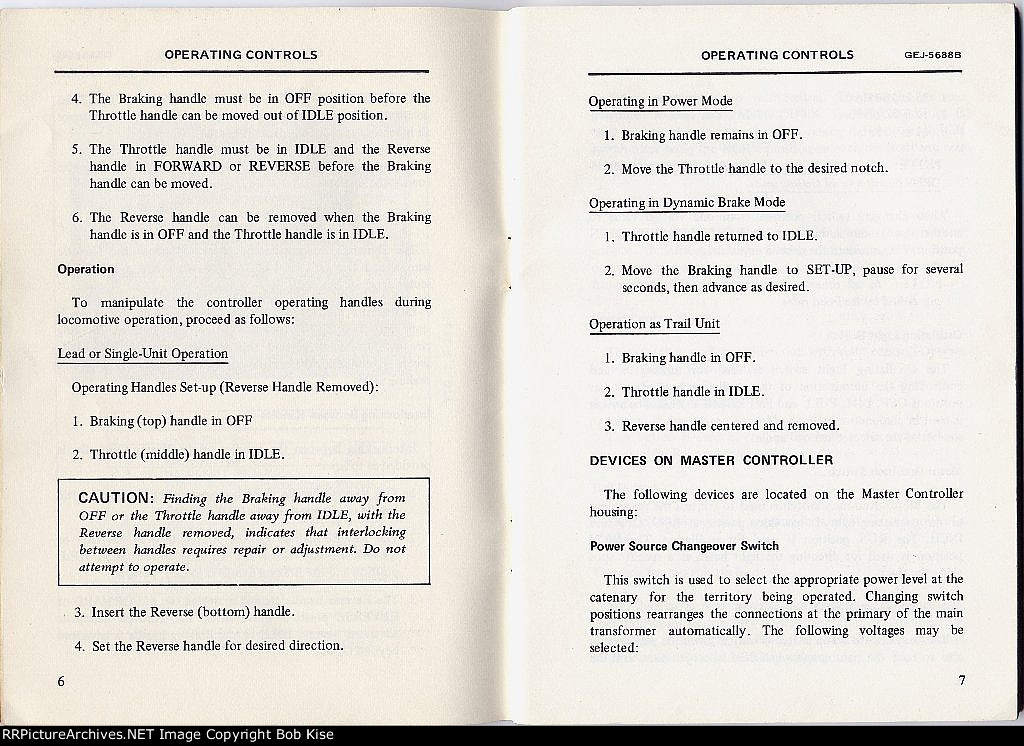 OPERATING CONTROLS
4. The Braking handle must be in OFF position before the
Throttle handle can be moved out of IDLE position.
5. The Throttle handle must be in IDLE and the Reverse
handle in FORWARD or REVERSE before the Braking
handle can be moved.
6. The Reverse handle can be removed when the Braking
handle is in OFF and the Throttle handle is in IDLE.
Operation
To manipulate the controller operating handles during
locomotive operation, proceed as follows:
Lead or Single-Unit Operation
Operating Handles Set-up (Reverse Handle Removed):
1. Braking (top) handle in OFF
2. Throttle (middle) handle in IDLE.
CAUTION: Finding the Braking handle away from
OFF or the Throttle handle away from IDLE, with the
Reverse handle removed, indicates that interlocking
between handles requires repair or adjustment. Do not
attempt to operate.
3. Insert the Reverse (bottom) handle.
4. Set the Reverse handle for desired direction.
6
OPERATING CONTROLS GEJ-5688B
Operating in Power Mode
1. Braking handle remains in OFF.
2. Move the Throttle handle to the desired notch.
Operating in Dynamic Brake Mode
1. Throttle handle returned to IDLE.
2. Move the Braking handle to SET-UP, pause for several
seconds, then advance as desired.
Operation as Trail Unit
1. Braking handle in OFF.
2. Throttle handle in IDLE.
3. Reverse handle centered and removed.
DEVICES ON MASTER CONTROLLER
The following devices are located on the Master Controller
housing:
Power Source Changeover Switch
This switch is used to select the appropriate power level at the
catenary for the territory being operated. Changing switch
positions rearranges the connections at the primary of the main
transformer automatically. The following voltages may be
selected:
7
RRPictureArchives.NET Image Copyright Bob Kise